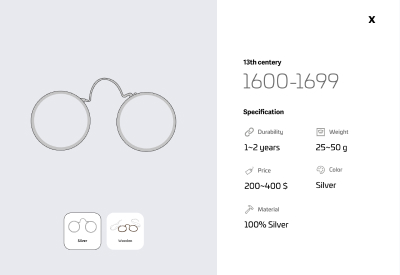 X
13th centery
1600-1699
Specification
Durability
Weight
1~2 years
25~50 g
Price
Color
200~400 $
Silver
Material
100% Silver
Silver
Wooden